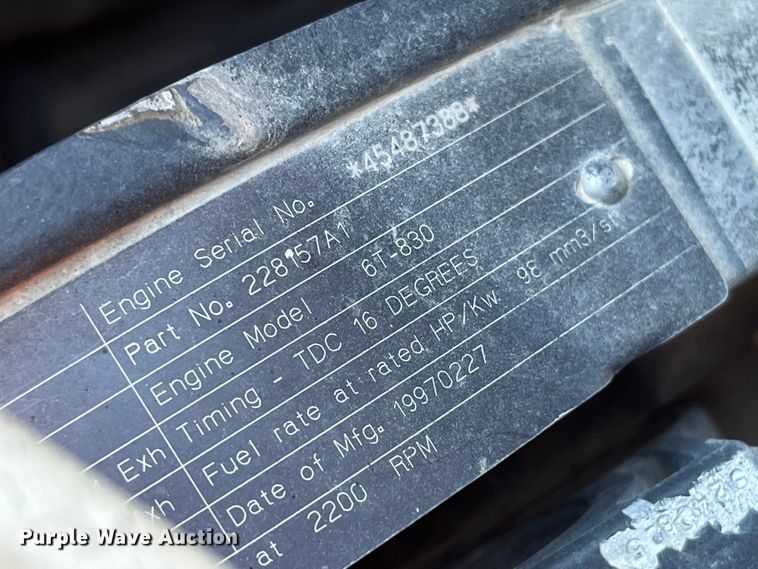 Engine Serial No. *45487388*
Part No. 228157A1
Engine Model 6T-830
Exh Timing - TDC 16 DEGREES
xh Fuel rate at rated HP/Kw 98 mm3/st
Date of Mfg. 19970227
at 2200 RPM
Purple Wave Auction